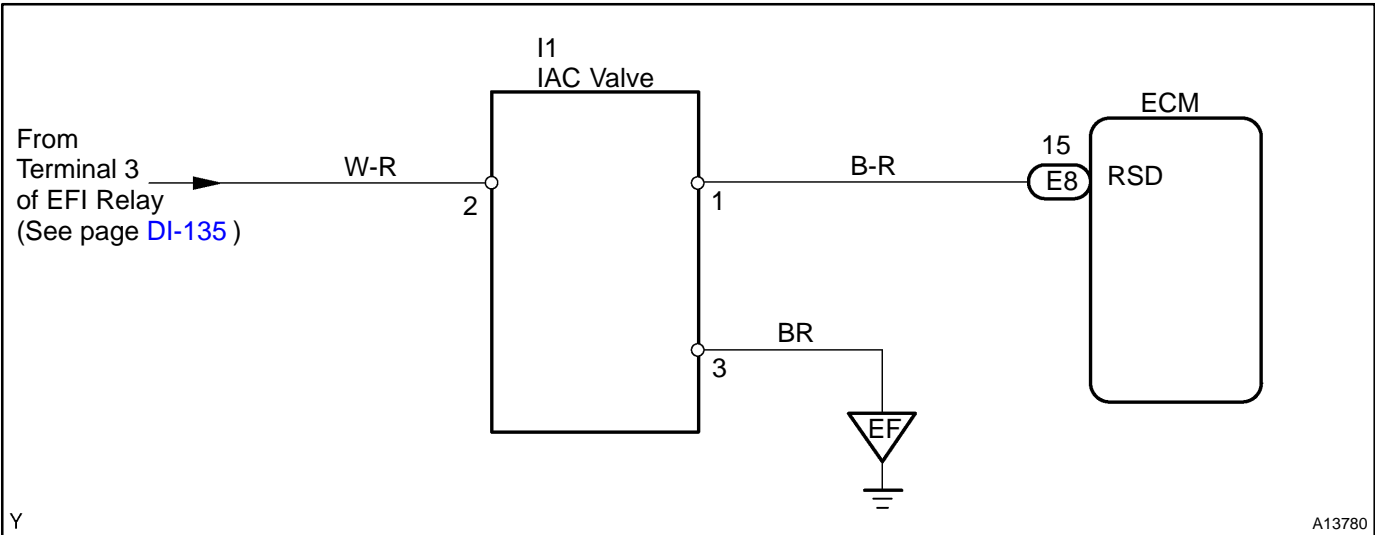 I1
IAC Valve
ECM
From
Terminal 3
of EFI Relay
(See page DI-135 )
W-R
2
1
B-R
15
E8
RSD
BR
3
EF
Y
A13780